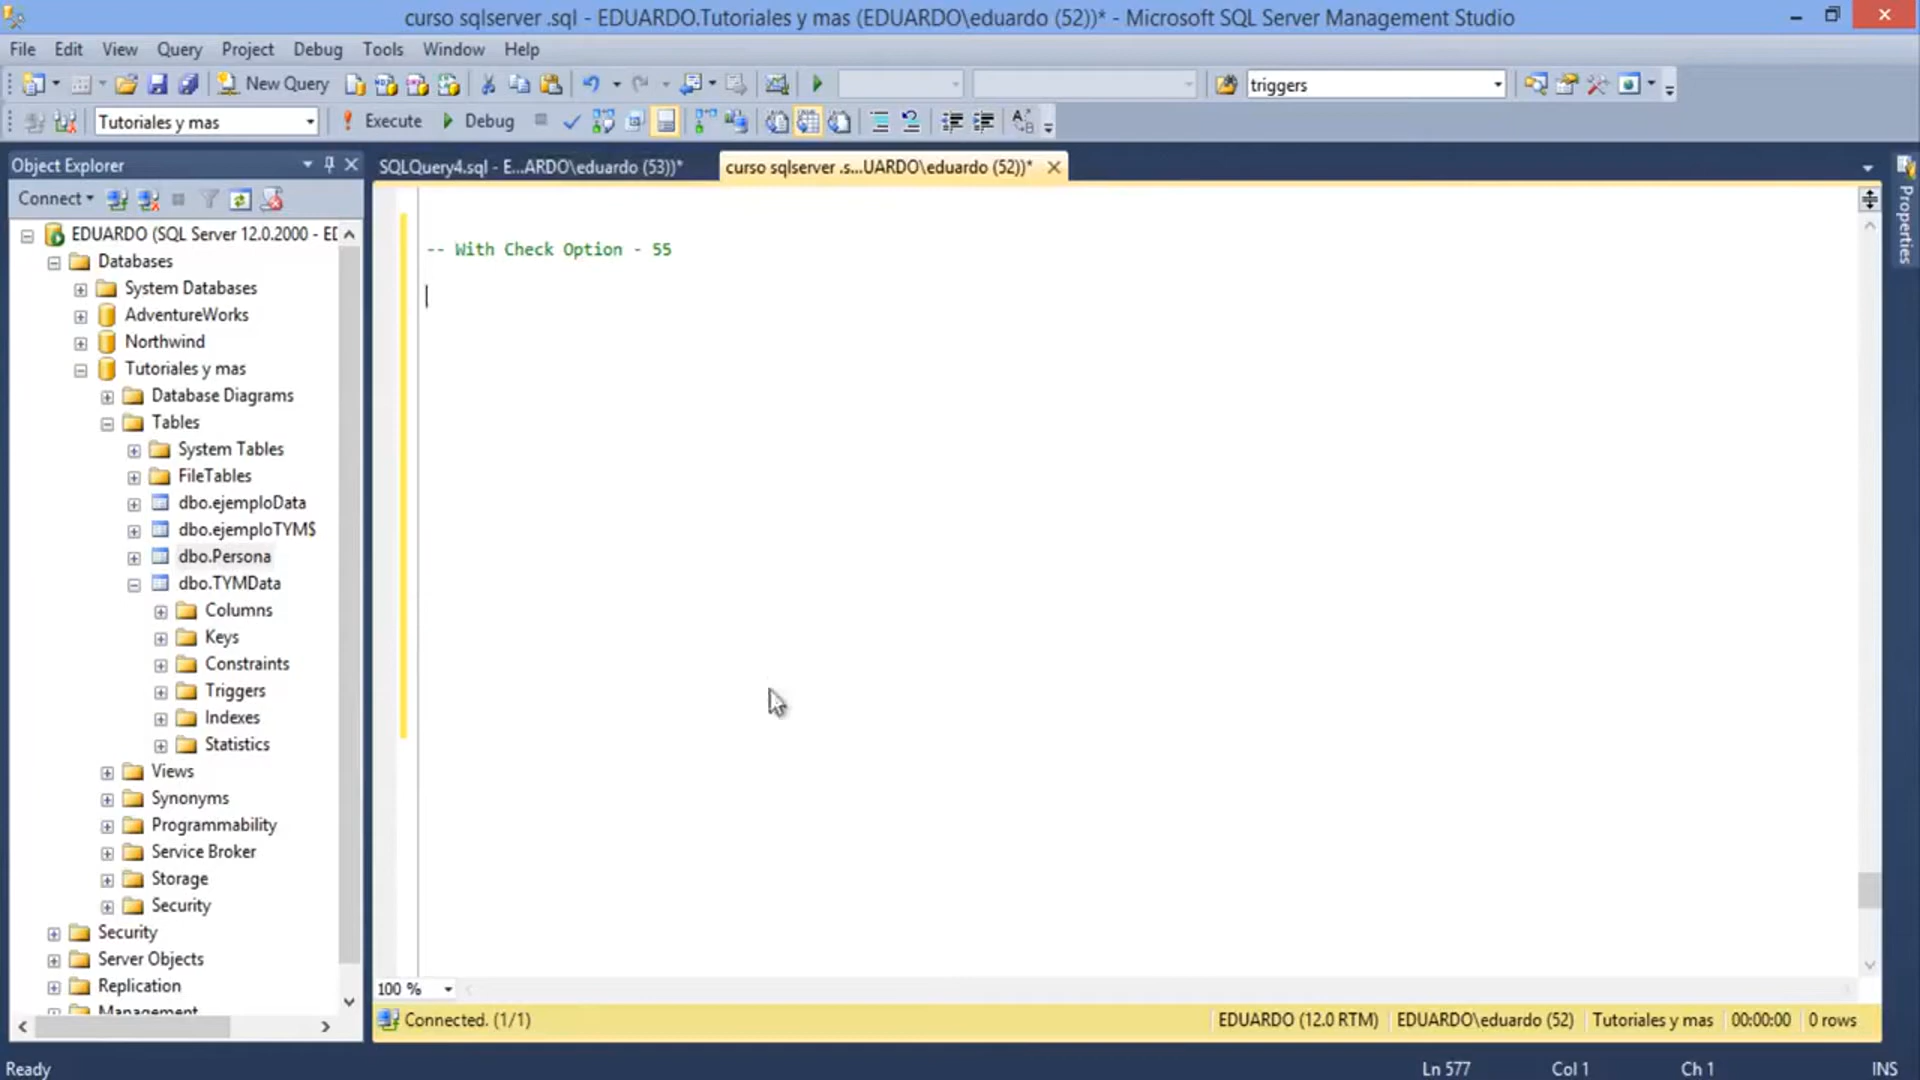 curso sqlserver .sql - EDUARDO.Tutoriales y mas (EDUARDO\eduardo (52))* - Microsoft SQL Server Management Studio
File Edit View Query Project Debug Tools Window Help
New Query triggers
Tutoriales y mas Execute Debug
Object Explorer
SQLQuery4.sql - E...ARDO\eduardo (53))*
curso sqlserver .s...UARDO\eduardo (52))*
Connect
EDUARDO (SQL Server 12.0.2000 - ED
Databases
System Databases
AdventureWorks
Northwind
Tutoriales y mas
Database Diagrams
Tables
System Tables
FileTables
dbo.ejemploData
dbo.ejemploTYM$
dbo.Persona
dbo.TYMData
Columns
Keys
Constraints
Triggers
Indexes
Statistics
Views
Synonyms
Programmability
Service Broker
Storage
Security
Security
Server Objects
Replication
Management
-- With Check Option - 55
Properties
100 %
Connected. (1/1) EDUARDO (12.0 RTM) EDUARDO\eduardo (52) Tutoriales y mas 00:00:00 0 rows
Ready Ln 577 Col 1 Ch 1 INS